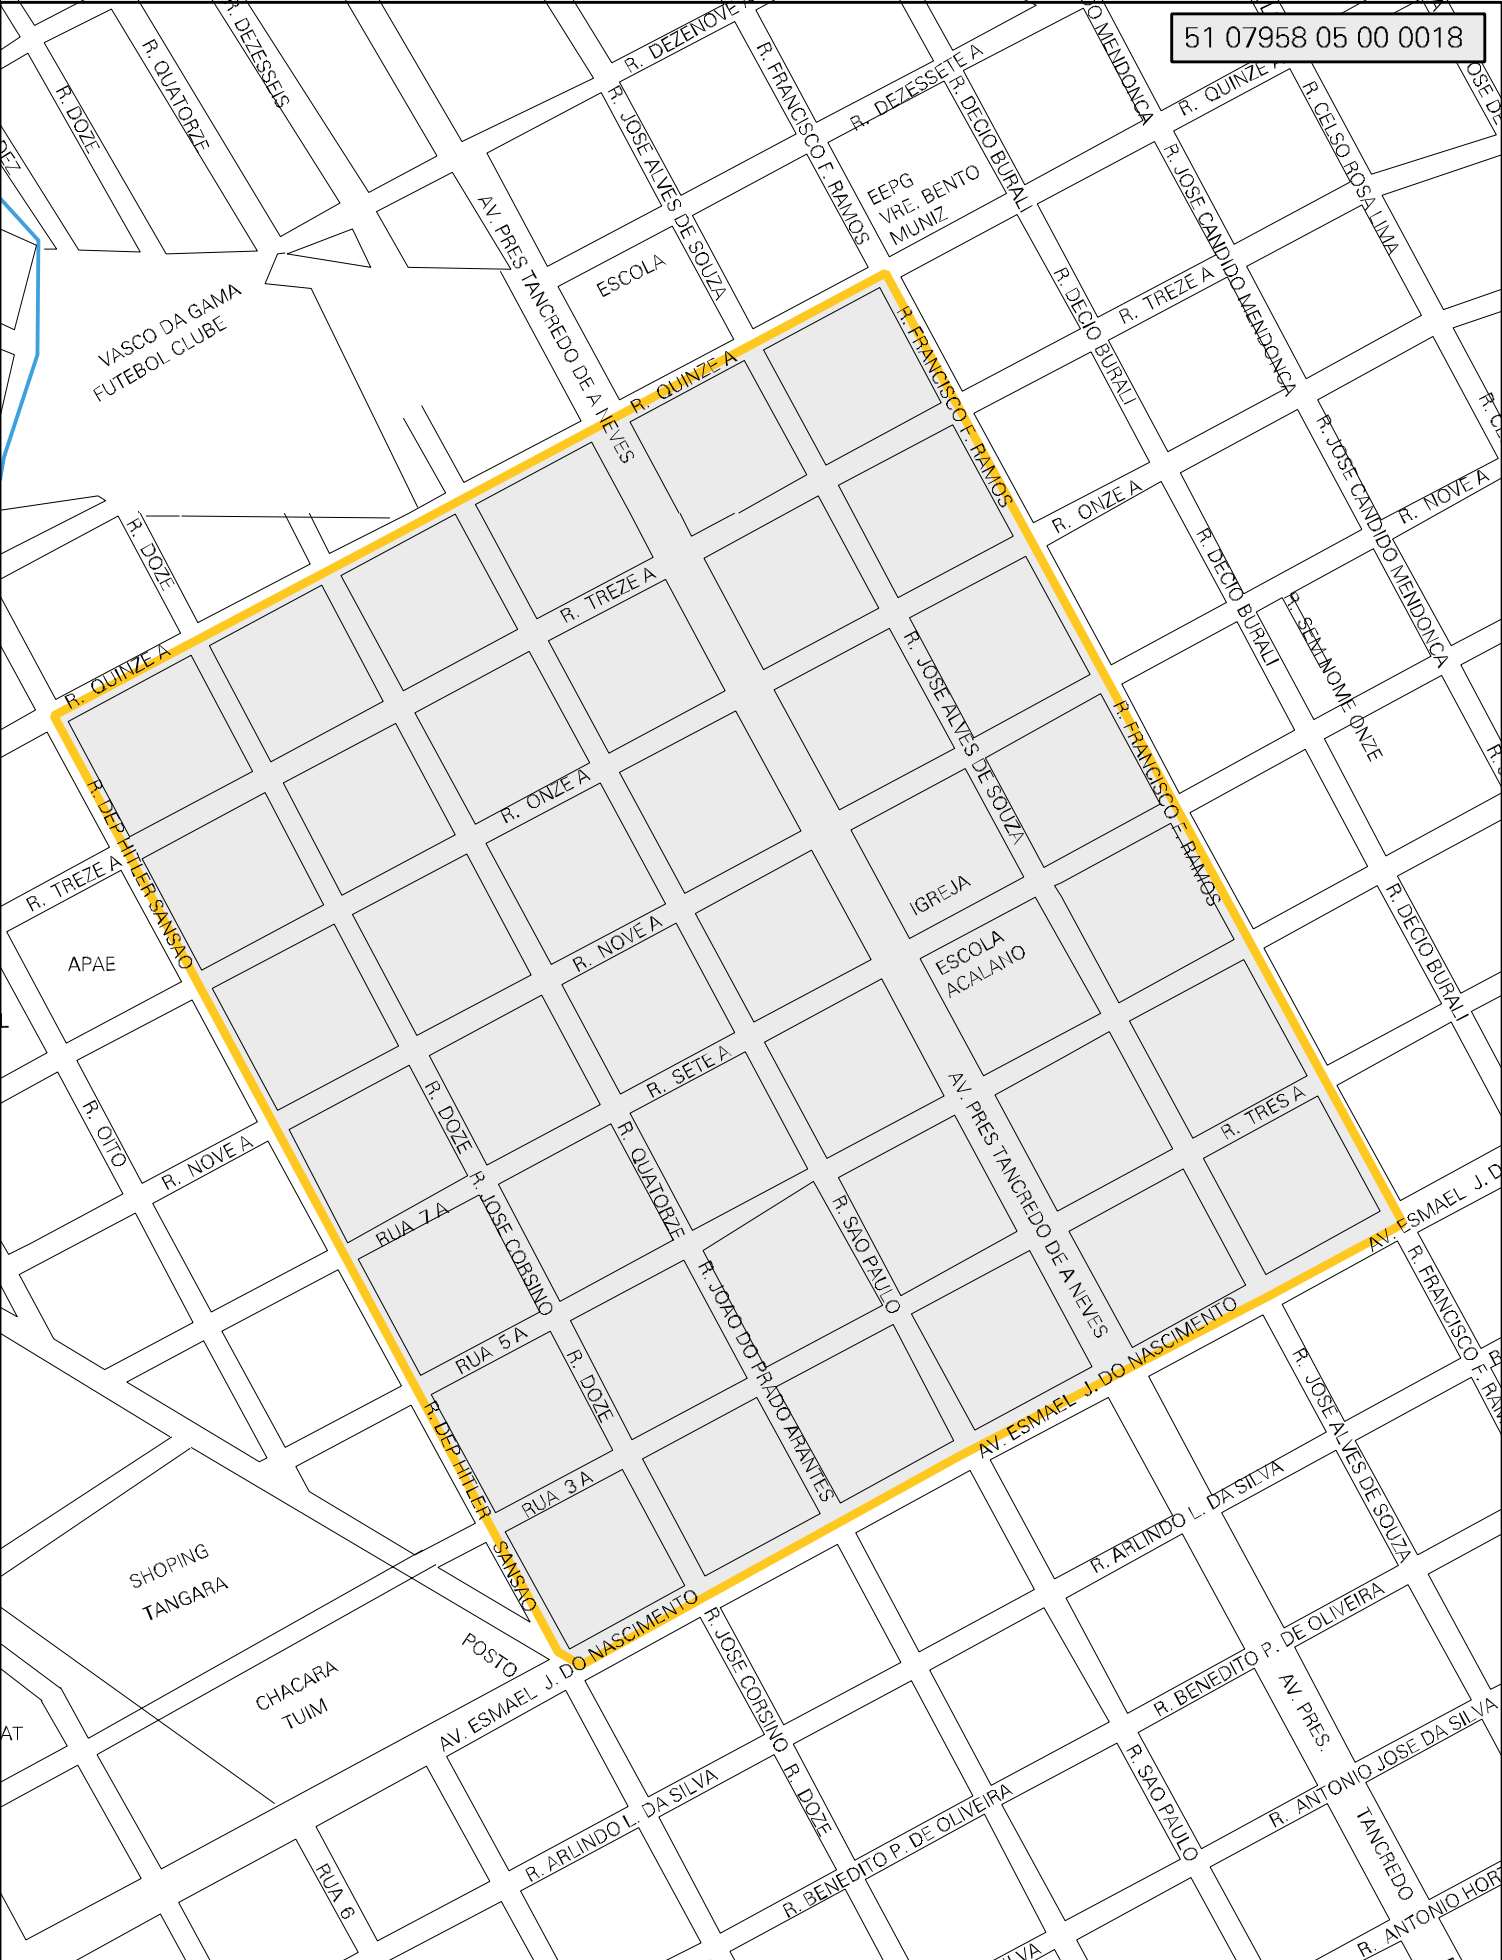 51 07958 05 00 0018
R. DEZENOVE A
R. DEZESSEIS
R. QUATORZE
R. DOZE
DEZ
R. JOSE ALVES DE SOUZA
R. FRANCISCO F. RAMOS
R. DEZESSETE A
R. DECIO BURALI
DO MENDONCA
R. QUINZE A
R. CELSO ROSA LIMA
JOSE DE
R. JOSE CANDIDO MENDONCA
EEPG
VRE. BENTO
MUNIZ
AV PRES TANCREDO DE A NEVES
ESCOLA
R. DECIO BURALI
R. TREZE A
VASCO DA GAMA
FUTEBOL CLUBE
R. QUINZE A
R. FRANCISCO F. RAMOS
R. JOSE CANDIDO MENDONCA
R. ONZE A
R. NOVE A
R. DOZE
R. DECIO BURALI
R. TREZE A
R. SEM NOME ONZE
R. QUINZE A
R. JOSE ALVES DE SOUZA
R. FRANCISCO F. RAMOS
R. DEP HITLER SANSAO
R. ONZE A
R. TREZE A
IGREJA
R. DECIO BURALI
APAE
R. NOVE A
ESCOLA
ACALANO
R. SETE A
R. DOZE
AV. PRES TANCREDO DE A NEVES
R. OITO
R. NOVE A
R. QUATORZE
R. TRES A
R. JOSE CORSINO
RUA 7 A
R. SAO PAULO
AV. ESMAEL J. D
R. JOAO DO PRADO ARANTES
R. FRANCISCO F. RAM
RUA 5 A
R. DOZE
AV. ESMAEL J. DO NASCIMENTO
R. JOSE ALVES DE SOUZA
R. DEP HITLER SANSAO
RUA 3 A
R. ARLINDO L. DA SILVA
SHOPING
TANGARA
R. BENEDITO P. DE OLIVEIRA
POSTO
R. JOSE CORSINO
CHACARA
TUIM
AV. ESMAEL J. DO NASCIMENTO
AV. PRES.
TANCREDO
AT
R. ANTONIO JOSE DA SILVA
R. SAO PAULO
R. DOZE
R. ARLINDO L. DA SILVA
R. BENEDITO P. DE OLIVEIRA
RUA 6
R. ANTONIO HORT
ILVA